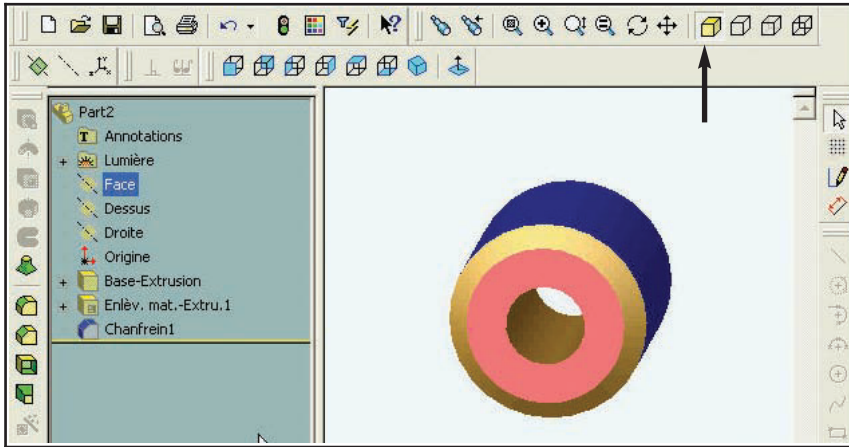 Part2
Annotations
Lumière
Face
Dessus
Droite
Origine
Base-Extrusion
Enlèv. mat.-Extru.1
Chanfrein1